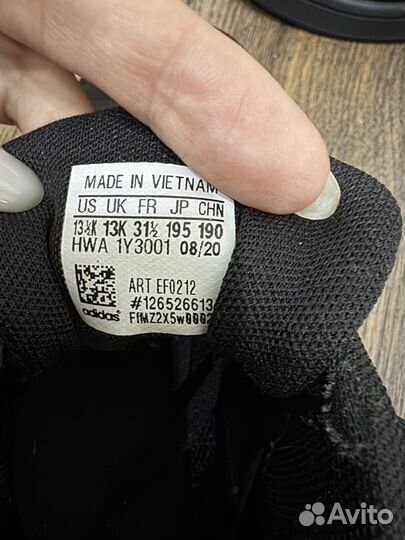 MADE IN VIETNAM
US UK FR JP CHN
13½K 13K 31½ 195 190
HWA 1Y3001 08/20
ART EF0212
#126526613
adidas
Avito